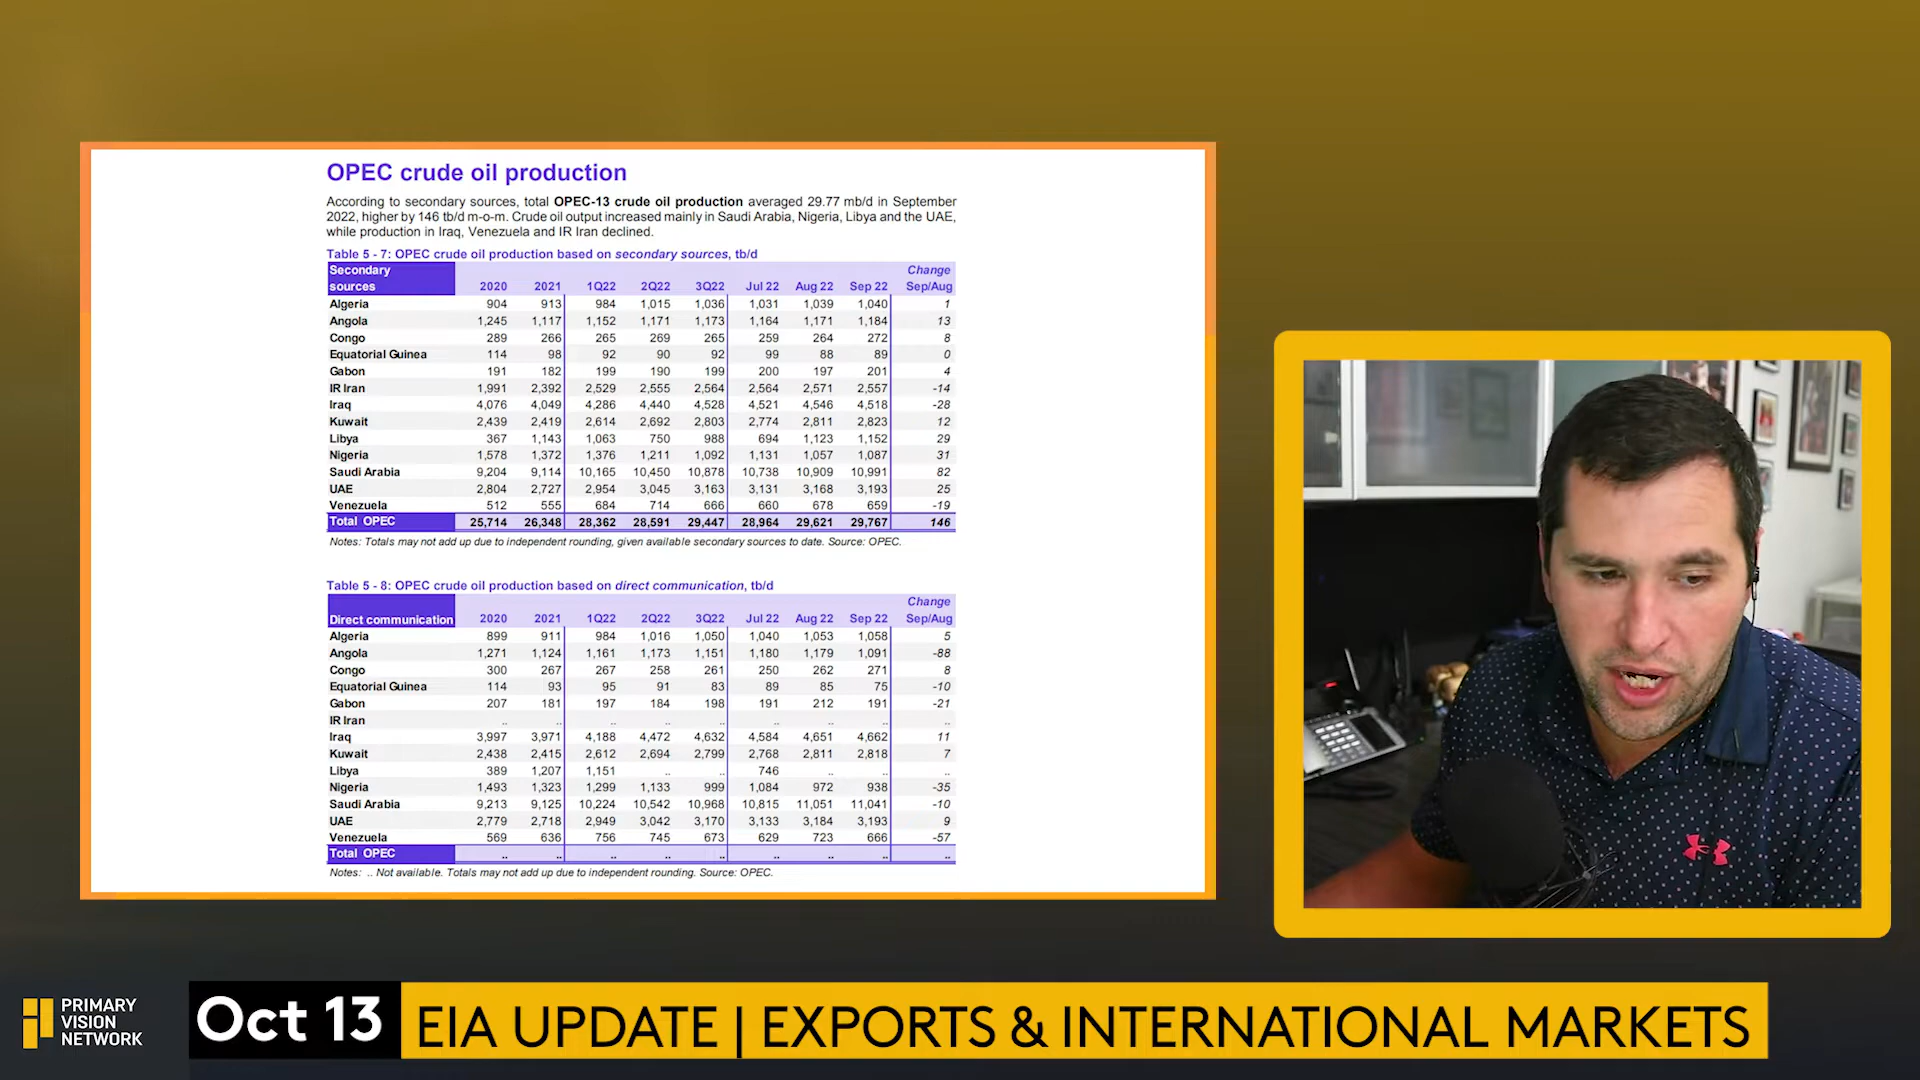 OPEC crude oil production
According to secondary sources, total OPEC-13 crude oil production averaged 29.77 mb/d in September
2022, higher by 146 tb/d m-o-m. Crude oil output increased mainly in Saudi Arabia, Nigeria, Libya and the UAE,
while production in Iraq, Venezuela and IR Iran declined.
Table 5 - 7: OPEC crude oil production based on secondary sources, tb/d
Secondary Change
sources 2020 2021 1Q22 2Q22 3Q22 Jul 22 Aug 22 Sep 22 Sep/Aug
Algeria 904 913 984 1,015 1,036 1,031 1,039 1,040 1
Angola 1,245 1,117 1,152 1,171 1,173 1,164 1,171 1,184 13
Congo 289 266 265 269 265 259 264 272 8
Equatorial Guinea 114 98 92 90 92 99 88 89 0
Gabon 191 182 199 190 199 200 197 201 4
IR Iran 1,991 2,392 2,529 2,555 2,564 2,564 2,571 2,557 -14
Iraq 4,076 4,049 4,286 4,440 4,528 4,521 4,546 4,518 -28
Kuwait 2,439 2,419 2,614 2,692 2,803 2,774 2,811 2,823 12
Libya 367 1,143 1,063 750 988 694 1,123 1,152 29
Nigeria 1,578 1,372 1,376 1,211 1,092 1,131 1,057 1,087 31
Saudi Arabia 9,204 9,114 10,165 10,450 10,878 10,738 10,909 10,991 82
UAE 2,804 2,727 2,954 3,045 3,163 3,131 3,168 3,193 25
Venezuela 512 555 684 714 666 660 678 659 -19
Total OPEC 25,714 26,348 28,362 28,591 29,447 28,964 29,621 29,767 146
Notes: Totals may not add up due to independent rounding, given available secondary sources to date. Source: OPEC.
Table 5 - 8: OPEC crude oil production based on direct communication, tb/d
Change
Direct communication 2020 2021 1Q22 2Q22 3Q22 Jul 22 Aug 22 Sep 22 Sep/Aug
Algeria 899 911 984 1,016 1,050 1,040 1,053 1,058 5
Angola 1,271 1,124 1,161 1,173 1,151 1,180 1,179 1,091 -88
Congo 300 267 267 258 261 250 262 271 8
Equatorial Guinea 114 93 95 91 83 89 85 75 -10
Gabon 207 181 197 184 198 191 212 191 -21
IR Iran .. .. .. .. .. .. .. .. ..
Iraq 3,997 3,971 4,188 4,472 4,632 4,584 4,651 4,662 11
Kuwait 2,438 2,415 2,612 2,694 2,799 2,768 2,811 2,818 7
Libya 389 1,207 1,151 .. .. 746 .. .. ..
Nigeria 1,493 1,323 1,299 1,133 999 1,084 972 938 -35
Saudi Arabia 9,213 9,125 10,224 10,542 10,968 10,815 11,051 11,041 -10
UAE 2,779 2,718 2,949 3,042 3,170 3,133 3,184 3,193 9
Venezuela 569 636 756 745 673 629 723 666 -57
Total OPEC .. .. .. .. .. .. .. .. ..
Notes: .. Not available. Totals may not add up due to independent rounding. Source: OPEC.
PRIMARY
VISION
NETWORK
Oct 13
EIA UPDATE | EXPORTS & INTERNATIONAL MARKETS